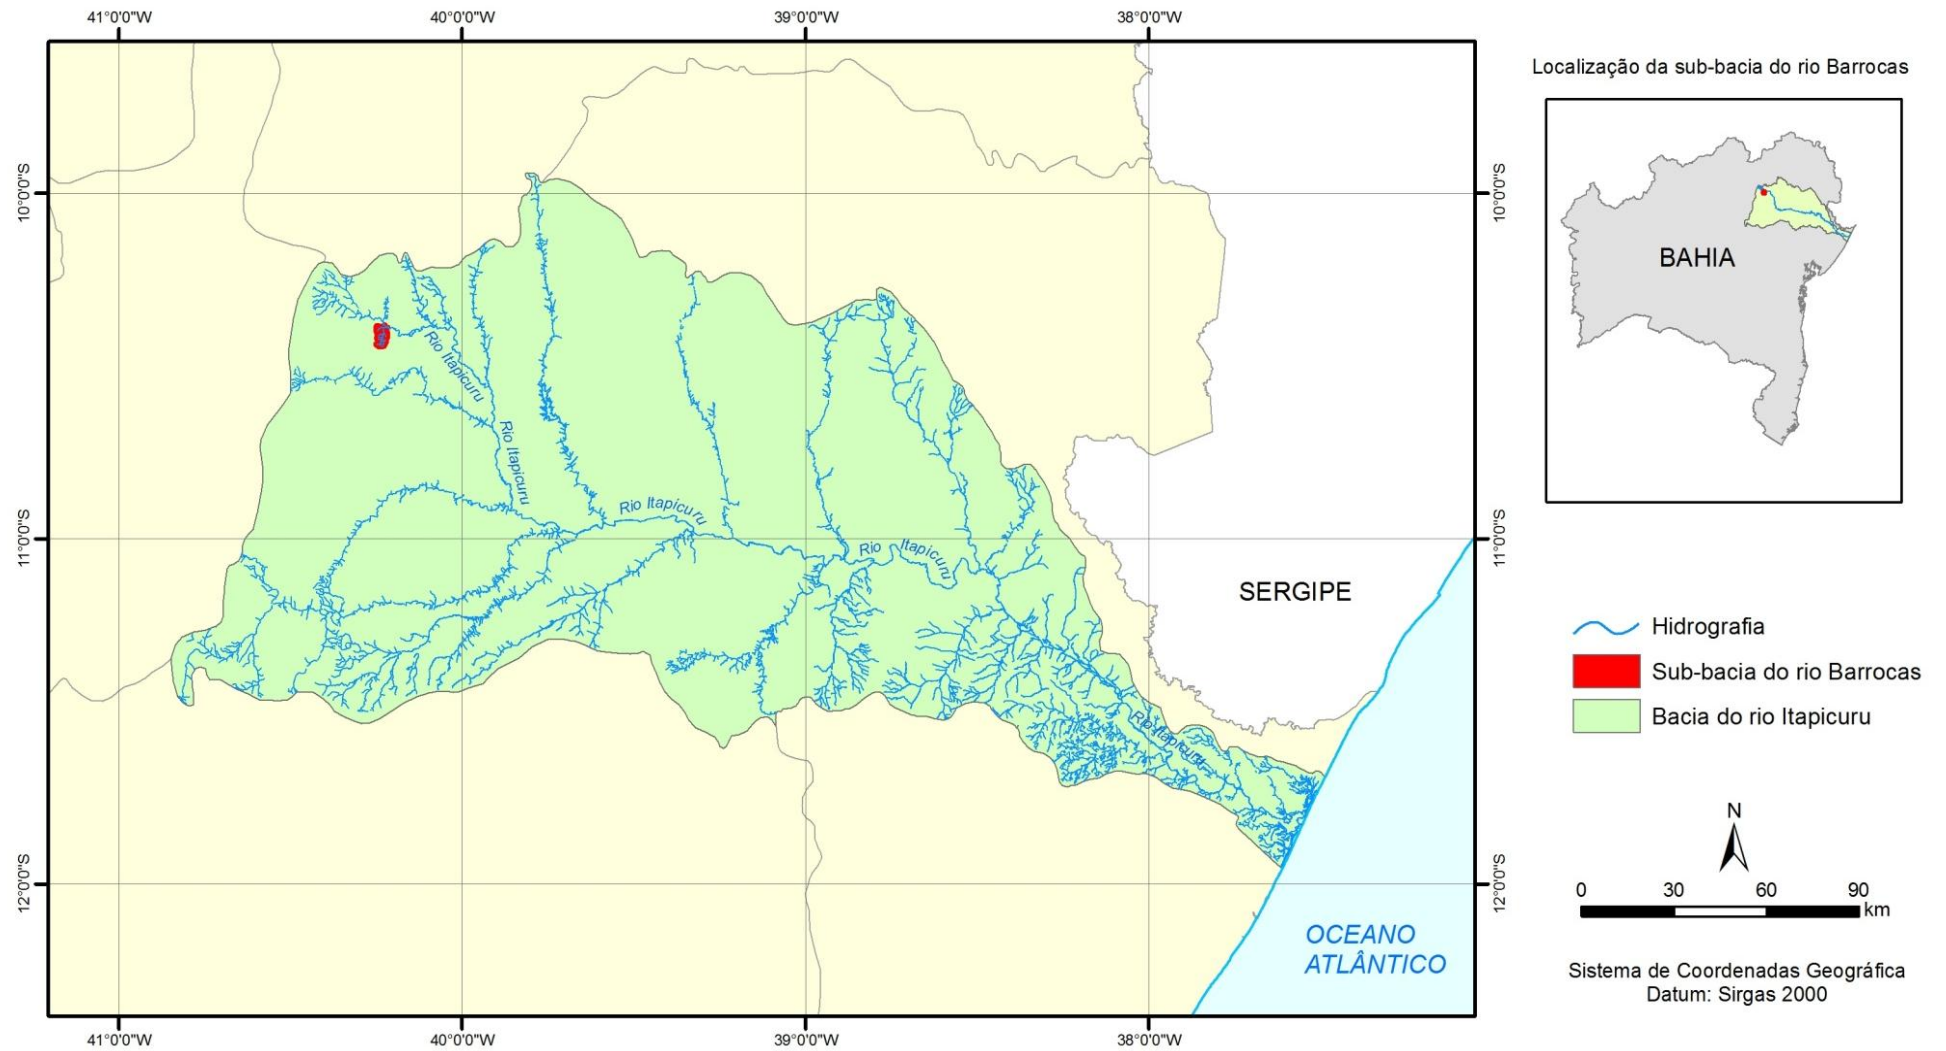 41°0'0"W 40°0'0"W 39°0'0"W 38°0'0"W
Localização da sub-bacia do rio Barrocas
10°0'0"S
10°0'0"S
BAHIA
Rio Itapicuru
Rio Itapicuru
Rio Itapicuru
Rio Itapicuru
11°0'0"S
11°0'0"S
SERGIPE
Hidrografia
Sub-bacia do rio Barrocas
Bacia do rio Itapicuru
Rio Itapicuru
N
0 30 60 90
km
12°0'0"S
12°0'0"S
OCEANO
ATLÂNTICO
Sistema de Coordenadas Geográfica
Datum: Sirgas 2000
41°0'0"W 40°0'0"W 39°0'0"W 38°0'0"W